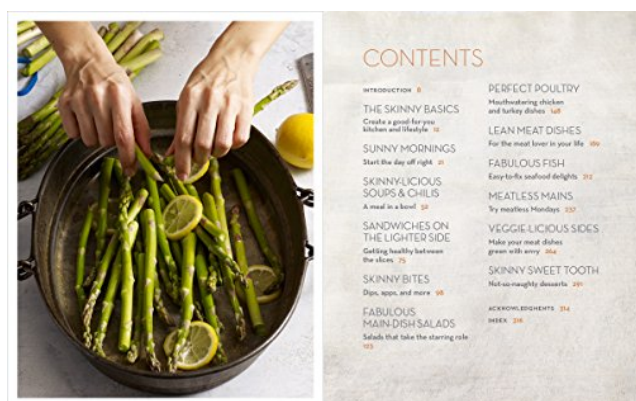 CONTENTS
INTRODUCTION 8
THE SKINNY BASICS
Create a good-for-you
kitchen and lifestyle 12
SUNNY MORNINGS
Start the day off right 21
SKINNY-LICIOUS
SOUPS & CHILIS
A meal in a bowl 52
SANDWICHES ON
THE LIGHTER SIDE
Getting healthy between
the slices 75
SKINNY BITES
Dips, apps, and more 98
FABULOUS
MAIN-DISH SALADS
Salads that take the starring role
123
PERFECT POULTRY
Mouthwatering chicken
and turkey dishes 148
LEAN MEAT DISHES
For the meat lover in your life 189
FABULOUS FISH
Easy-to-fix seafood delights 212
MEATLESS MAINS
Try meatless Mondays 237
VEGGIE-LICIOUS SIDES
Make your meat dishes
green with envy 264
SKINNY SWEET TOOTH
Not-so-naughty desserts 291
ACKNOWLEDGMENTS 314
INDEX 316